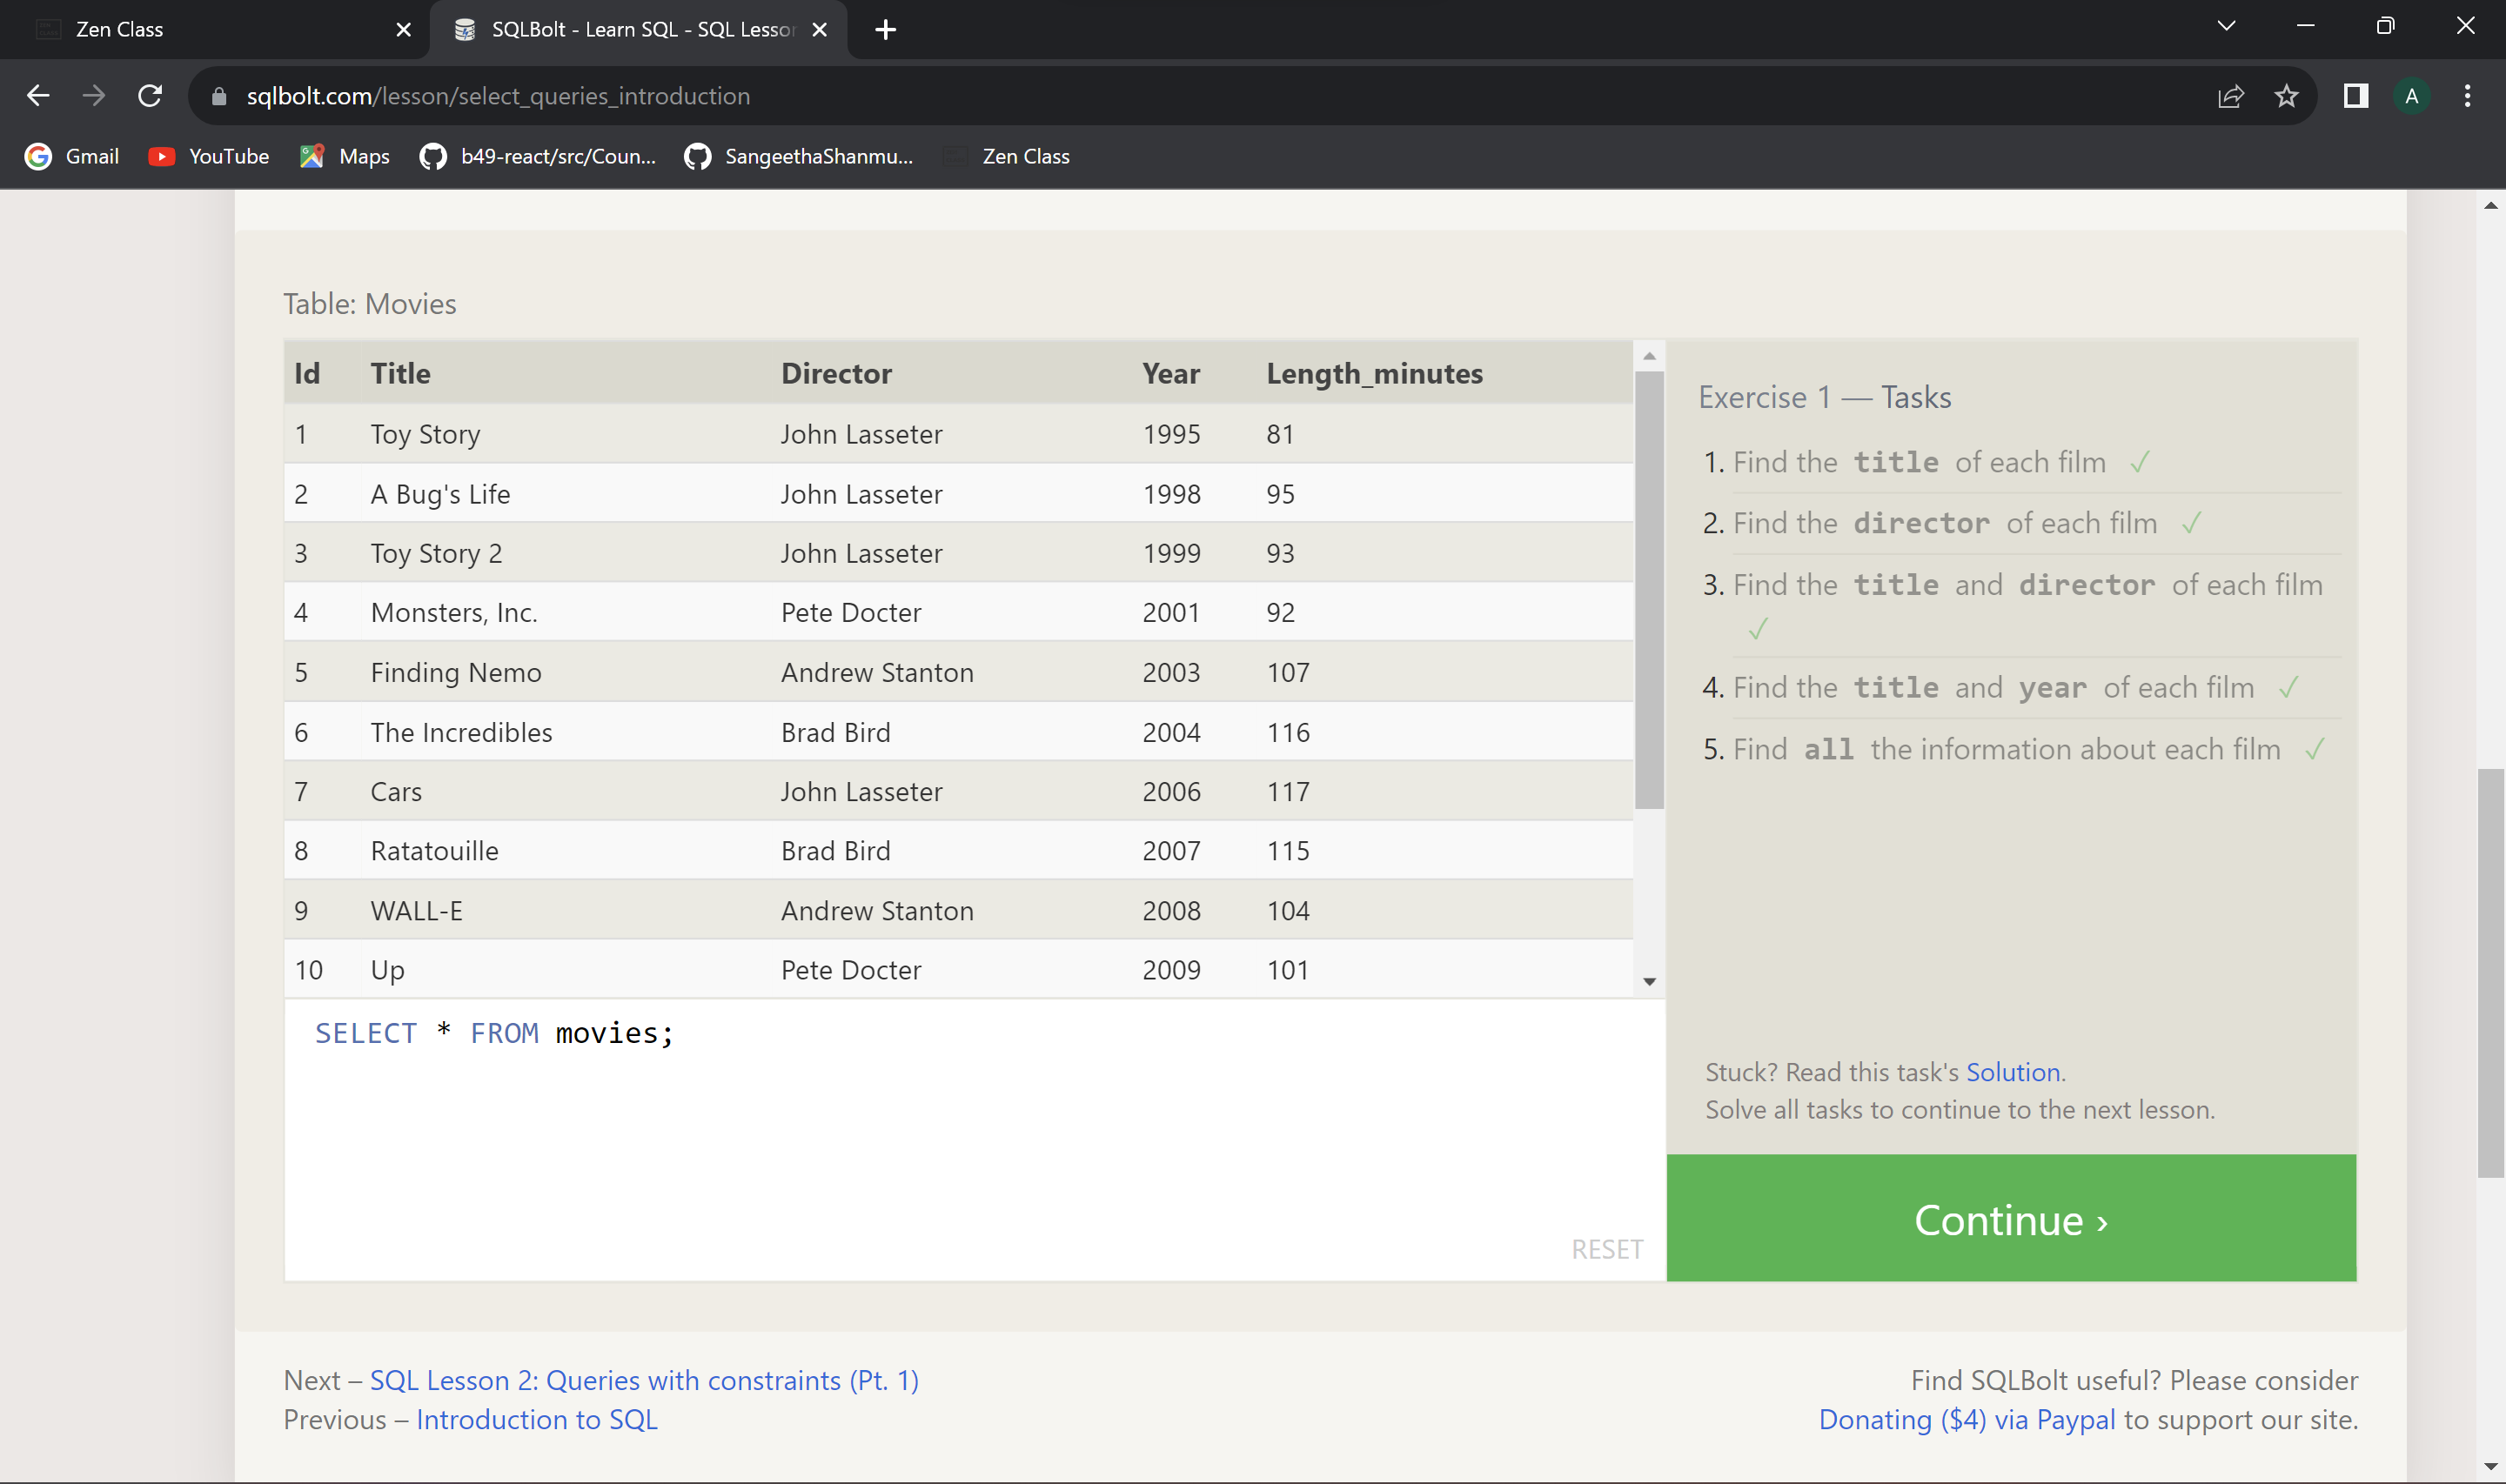 Zen Class
SQLBolt - Learn SQL - SQL Lesson
sqlbolt.com/lesson/select_queries_introduction
A
Gmail YouTube Maps b49-react/src/Coun... SangeethaShanmu... Zen Class
Table: Movies
Id Title Director Year Length_minutes
1 Toy Story John Lasseter 1995 81
2 A Bug's Life John Lasseter 1998 95
3 Toy Story 2 John Lasseter 1999 93
4 Monsters, Inc. Pete Docter 2001 92
5 Finding Nemo Andrew Stanton 2003 107
6 The Incredibles Brad Bird 2004 116
7 Cars John Lasseter 2006 117
8 Ratatouille Brad Bird 2007 115
9 WALL-E Andrew Stanton 2008 104
10 Up Pete Docter 2009 101
SELECT * FROM movies;
RESET
Exercise 1 — Tasks
1. Find the title of each film ✓
2. Find the director of each film ✓
3. Find the title and director of each film
✓
4. Find the title and year of each film ✓
5. Find all the information about each film ✓
Stuck? Read this task's Solution.
Solve all tasks to continue to the next lesson.
Continue ›
Next – SQL Lesson 2: Queries with constraints (Pt. 1)
Previous – Introduction to SQL
Find SQLBolt useful? Please consider
Donating ($4) via Paypal to support our site.